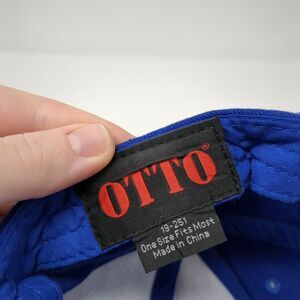 OTTO®
19-251
One Size Fits Most
Made in China